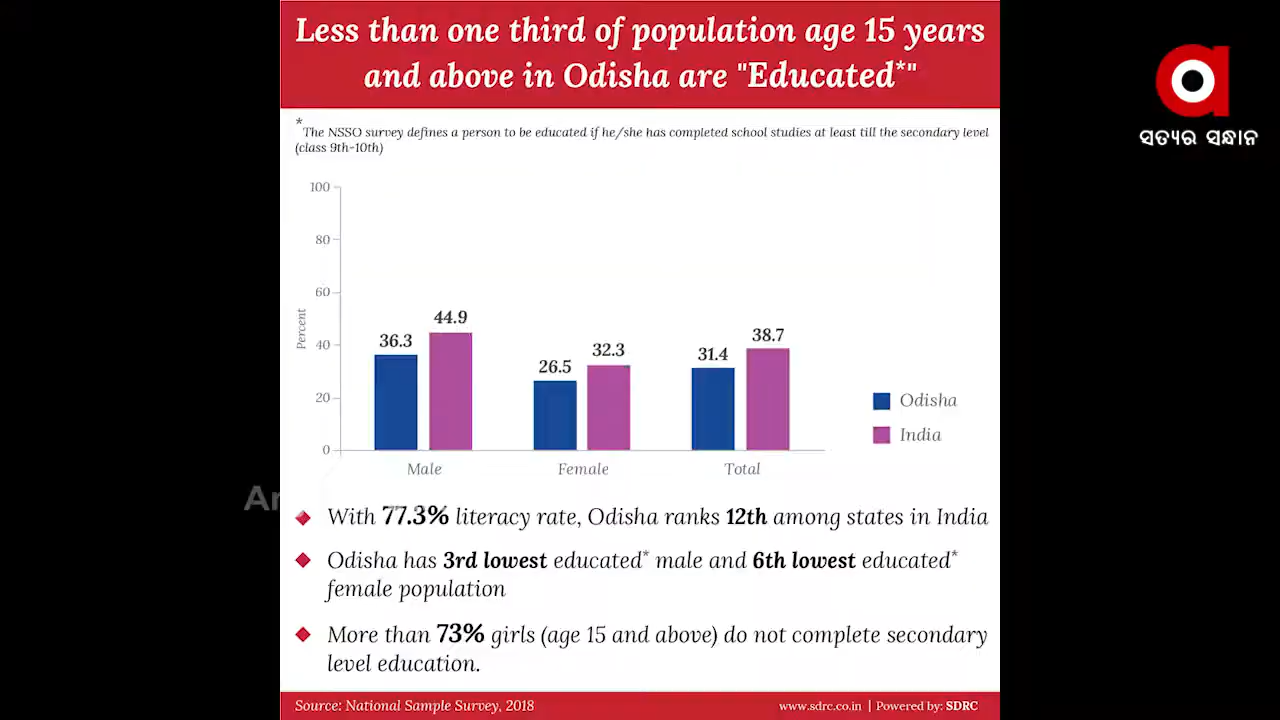 Less than one third of population age 15 years
and above in Odisha are "Educated*"
ସତ୍ୟର ସନ୍ଧାନ
*The NSSO survey defines a person to be educated if he/she has completed school studies at least till the secondary level
(class 9th-10th)
Percent
100
80
60
40
20
0
36.3
44.9
26.5
32.3
31.4
38.7
Male
Female
Total
Odisha
India
With 77.3% literacy rate, Odisha ranks 12th among states in India
Odisha has 3rd lowest educated* male and 6th lowest educated*
female population
More than 73% girls (age 15 and above) do not complete secondary
level education.
Source: National Sample Survey, 2018
www.sdrc.co.in | Powered by: SDRC